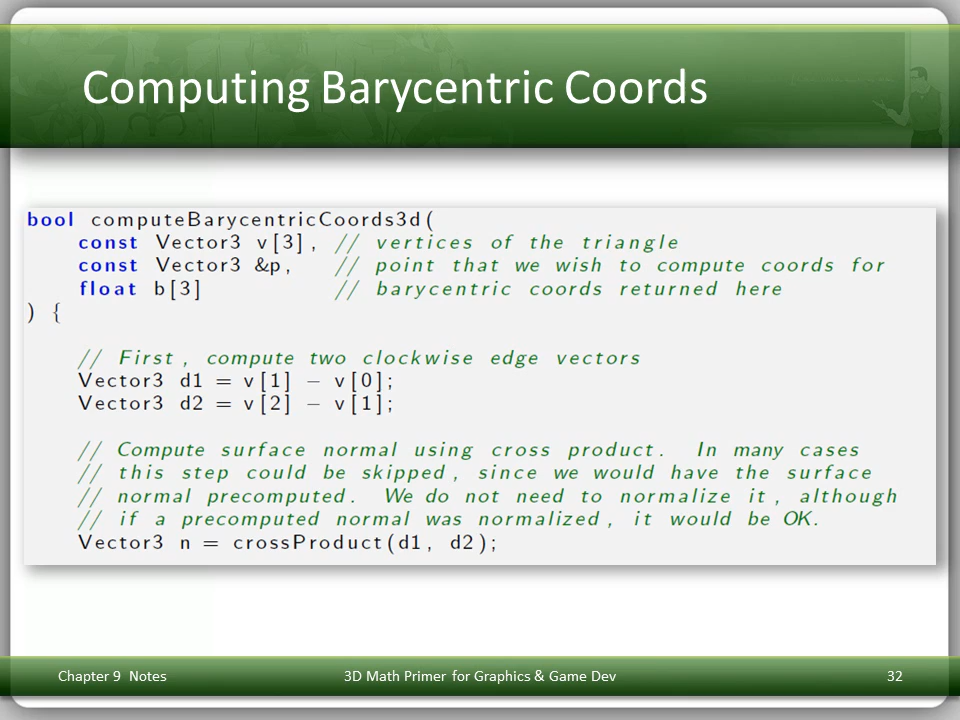 Computing Barycentric Coords
bool computeBarycentricCoords3d(
const Vector3 v[3], // vertices of the triangle
const Vector3 &p, // point that we wish to compute coords for
float b[3] // barycentric coords returned here
) {
// First, compute two clockwise edge vectors
Vector3 d1 = v[1] − v[0];
Vector3 d2 = v[2] − v[1];
// Compute surface normal using cross product. In many cases
// this step could be skipped, since we would have the surface
// normal precomputed. We do not need to normalize it, although
// if a precomputed normal was normalized, it would be OK.
Vector3 n = crossProduct(d1, d2);
Chapter 9 Notes 3D Math Primer for Graphics & Game Dev 32